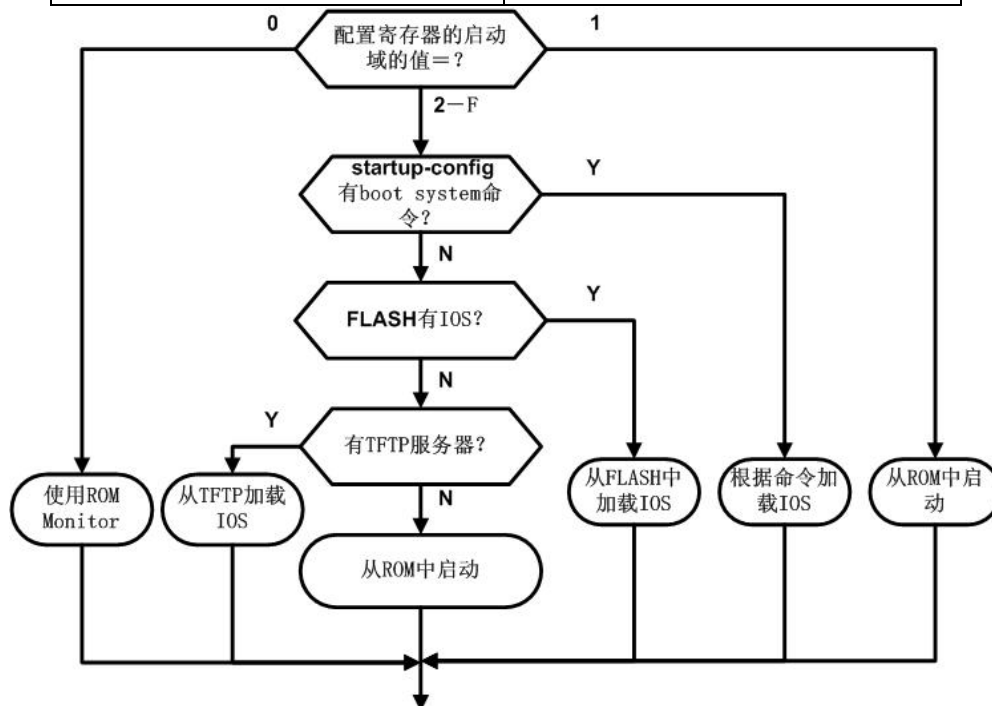 0
配置寄存器的启动
域的值＝？
1
2－F
startup-config
有boot system命
令？
Y
N
FLASH有IOS？
Y
N
Y
有TFTP服务器？
N
使用ROM
Monitor
从TFTP加载
IOS
从FLASH中
加载IOS
根据命令加
载IOS
从ROM中启
动
从ROM中启动